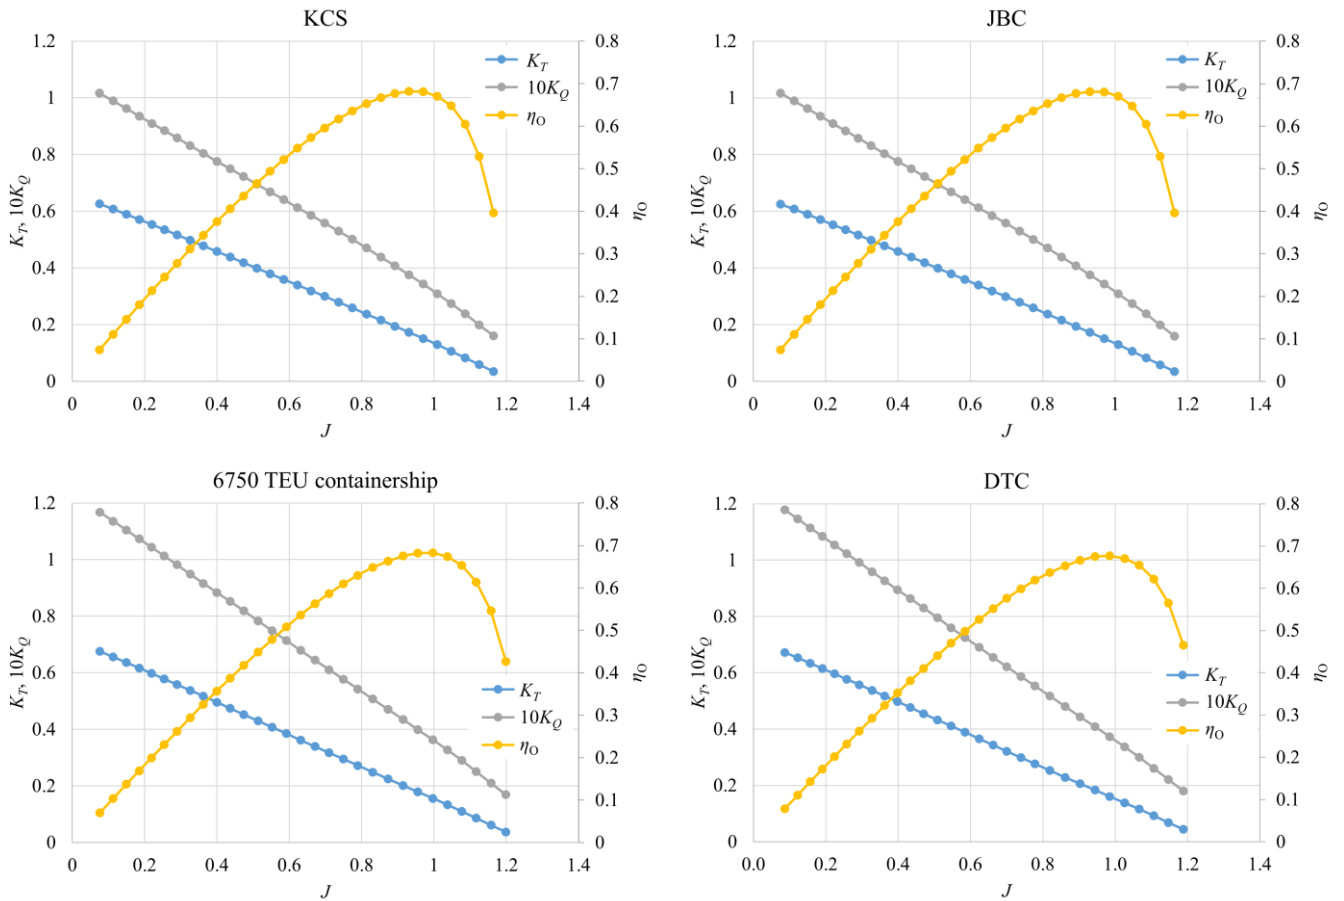 KCS
1.2
1
0.8
0.6
0.4
0.2
0
K_T, 10K_Q
0.8
0.7
0.6
0.5
0.4
0.3
0.2
0.1
0
η_O
0 0.2 0.4 0.6 0.8 1 1.2 1.4
J
K_T
10K_Q
η_O
JBC
1.2
1
0.8
0.6
0.4
0.2
0
K_T, 10K_Q
0.8
0.7
0.6
0.5
0.4
0.3
0.2
0.1
0
η_O
0 0.2 0.4 0.6 0.8 1 1.2 1.4
J
K_T
10K_Q
η_O
6750 TEU containership
1.2
1
0.8
0.6
0.4
0.2
0
K_T, 10K_Q
0.8
0.7
0.6
0.5
0.4
0.3
0.2
0.1
0
η_O
0 0.2 0.4 0.6 0.8 1 1.2 1.4
J
K_T
10K_Q
η_O
DTC
1.2
1
0.8
0.6
0.4
0.2
0
K_T, 10K_Q
0.8
0.7
0.6
0.5
0.4
0.3
0.2
0.1
0
η_O
0.0 0.2 0.4 0.6 0.8 1.0 1.2 1.4
J
K_T
10K_Q
η_O